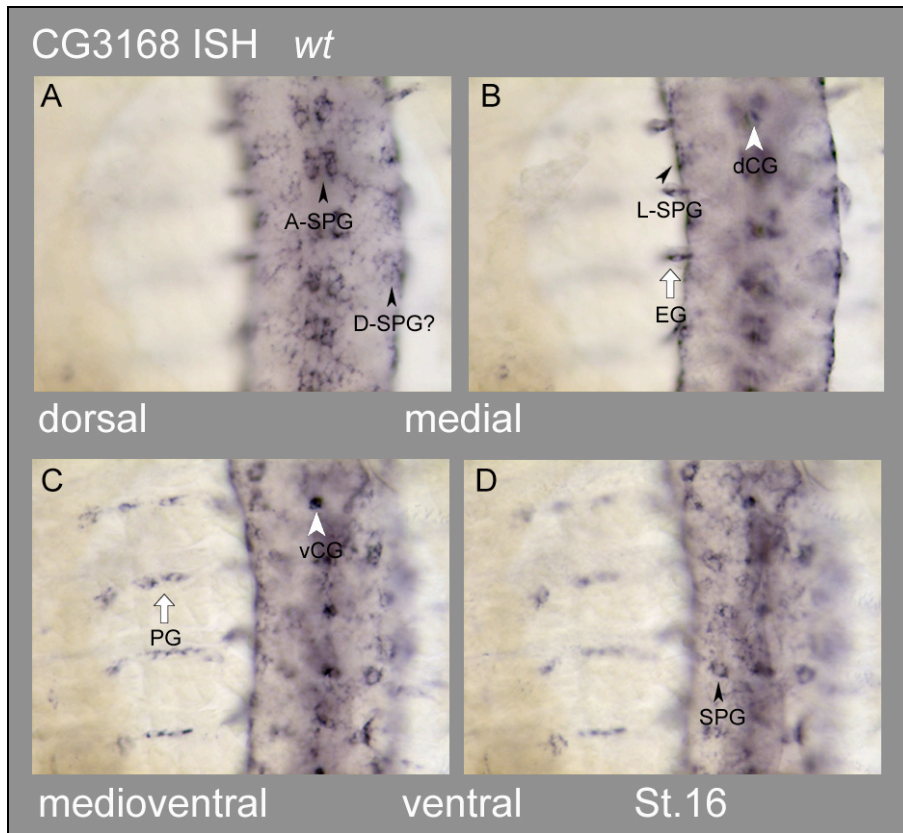 CG3168 ISH wt
A
A-SPG
D-SPG?
B
dCG
L-SPG
EG
dorsal medial
C
vCG
PG
D
SPG
medioventral ventral St.16